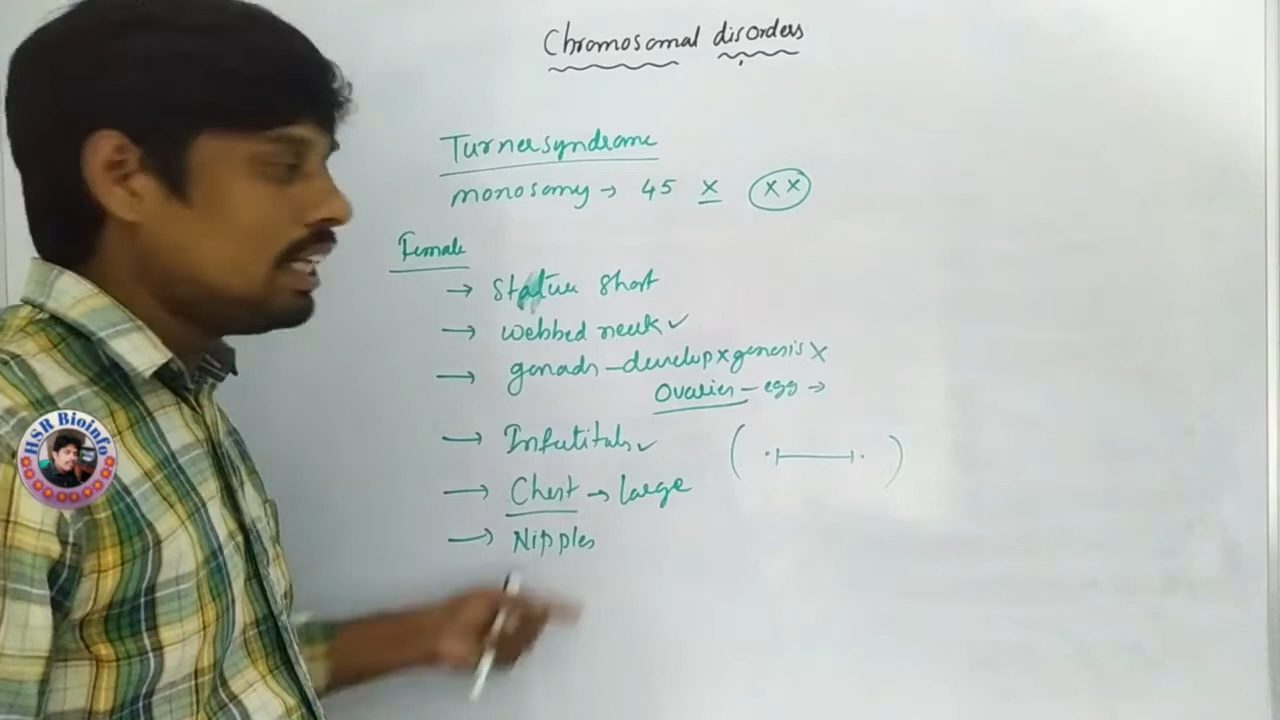 Chromosomal disorders
Turner syndrome
monosomy → 45 X XX
Female
→ Stature short
→ webbed neck ✓
→ gonads - develop x genesis x
Ovaries - egg →
→ ✓
→ Chest → large
→ Nipples
HSR Bioinfo